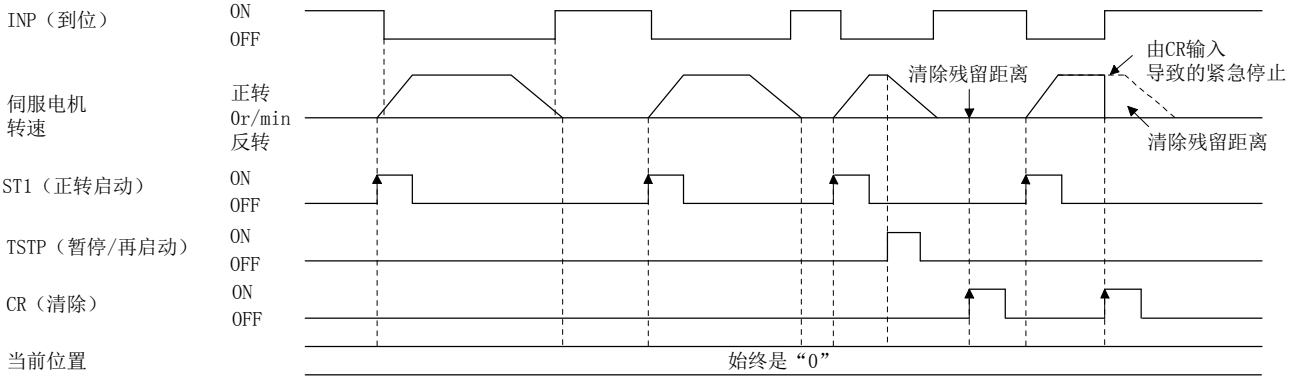 INP（到位）
ON
OFF
伺服电机
转速
正转
0r/min
反转
清除残留距离
由CR输入
导致的紧急停止
清除残留距离
ST1（正转启动）
ON
OFF
TSTP（暂停/再启动）
ON
OFF
CR（清除）
ON
OFF
当前位置
始终是“0”